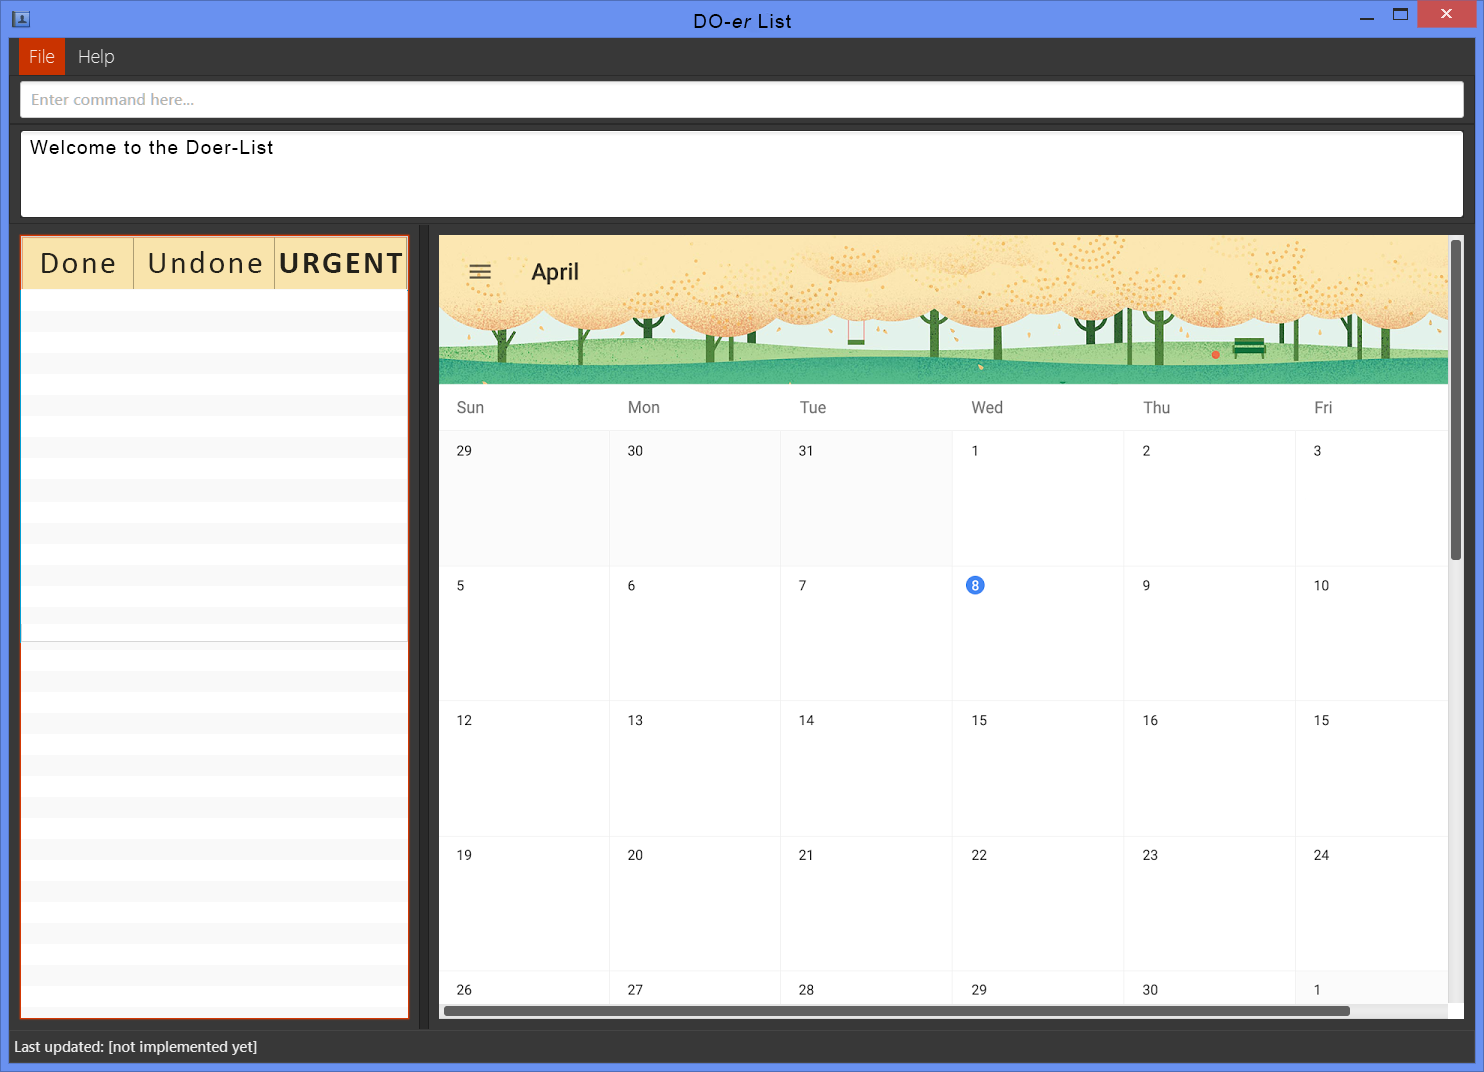 DO-er List
File Help
Enter command here...
Welcome to the Doer-List
Done Undone URGENT
April
Sun Mon Tue Wed Thu Fri
29 30 31 1 2 3
5 6 7 8 9 10
12 13 14 15 16 15
19 20 21 22 23 24
26 27 28 29 30 1
Last updated: [not implemented yet]